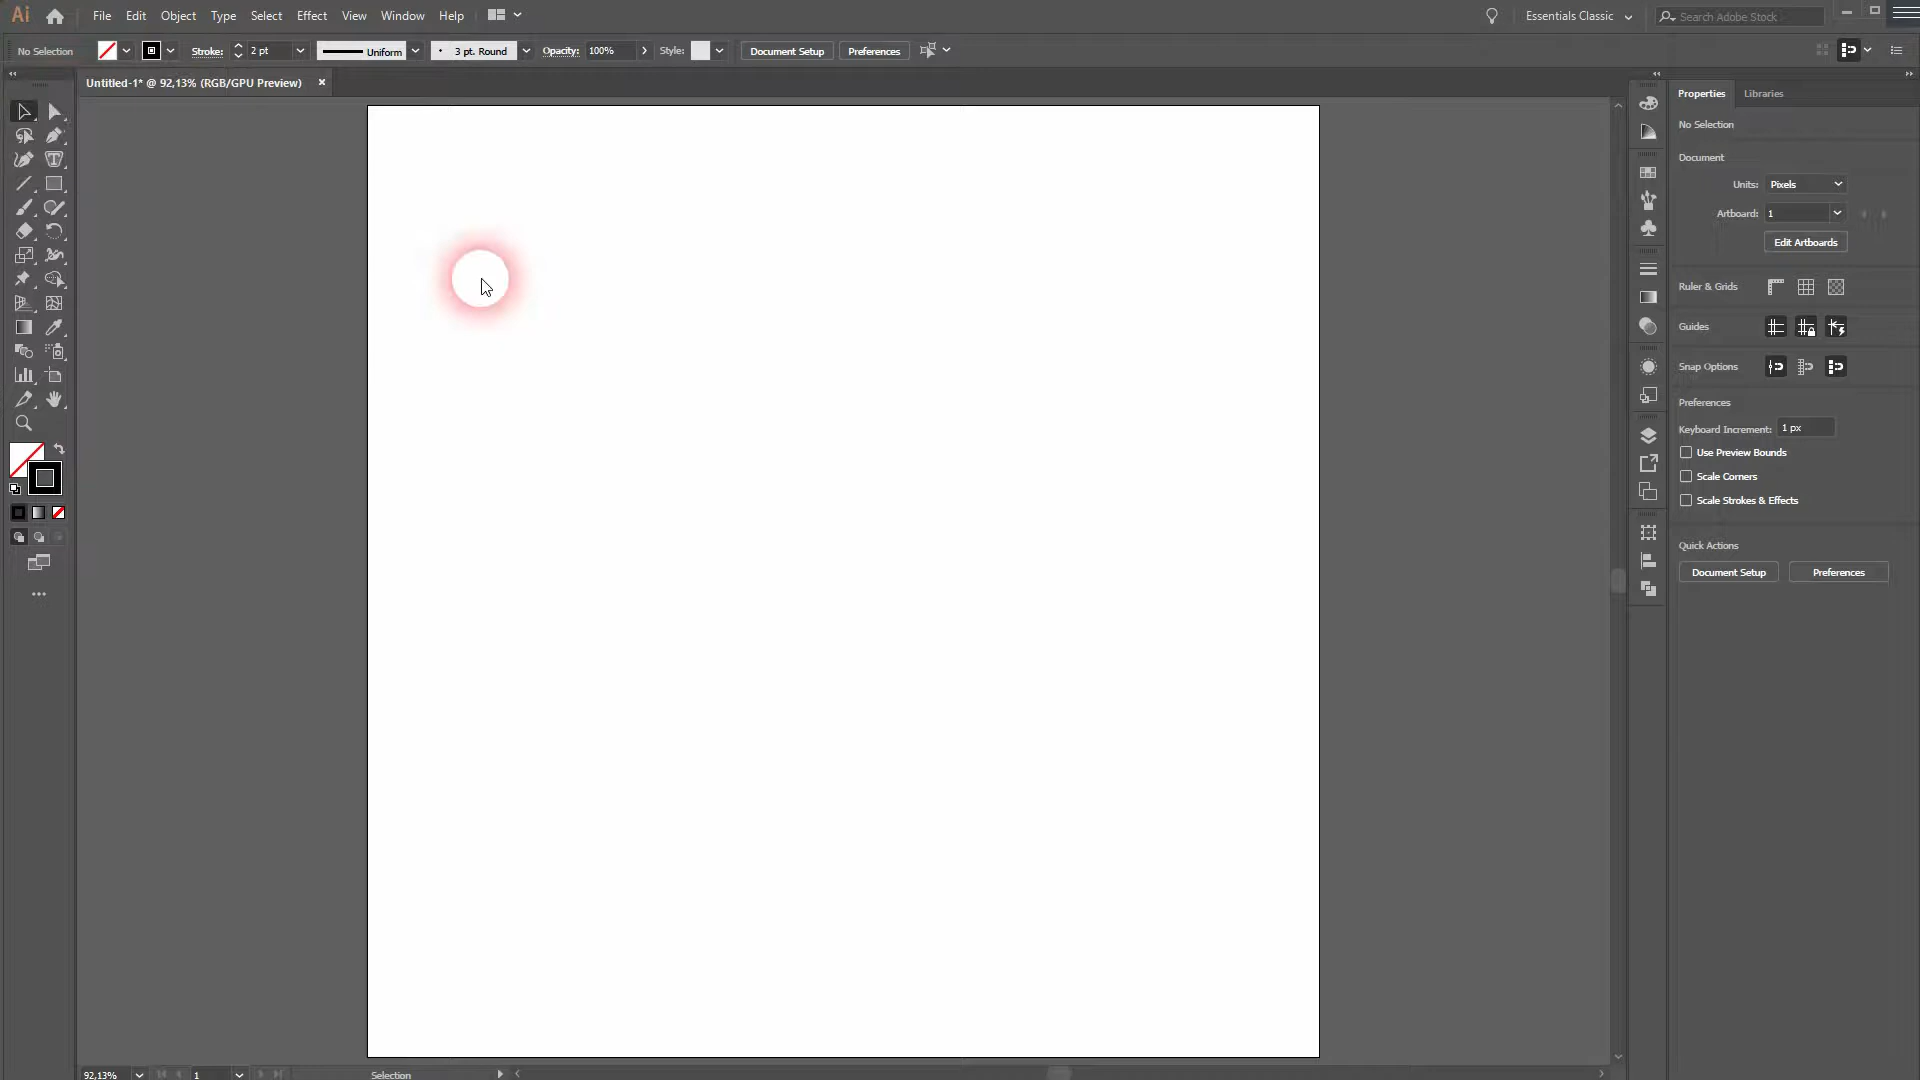 Ai File Edit Object Type Select Effect View Window Help Essentials Classic Search Adobe Stock
No Selection Stroke: 2 pt Uniform 3 pt. Round Opacity: 100% Style: Document Setup Preferences
Untitled-1* @ 92,13% (RGB/GPU Preview)
Properties Libraries
No Selection
Document
Units: Pixels
Artboard: 1
Edit Artboards
Ruler & Grids
Guides
Snap Options
Preferences
Keyboard Increment: 1 px
Use Preview Bounds
Scale Corners
Scale Strokes & Effects
Quick Actions
Document Setup Preferences
92,13% 1 Selection